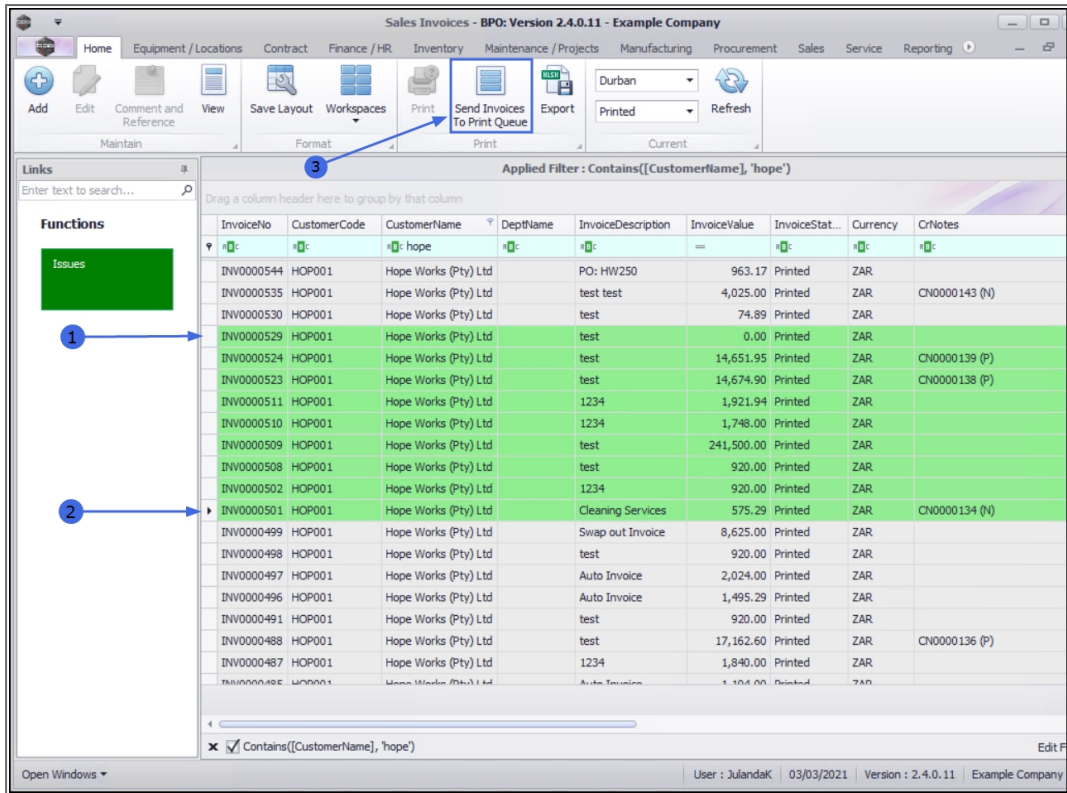 Sales Invoices - BPO: Version 2.4.0.11 - Example Company
Home Equipment / Locations Contract Finance / HR Inventory Maintenance / Projects Manufacturing Procurement Sales Service Reporting
Add Edit Comment and Reference View Save Layout Workspaces Print Send Invoices To Print Queue Export Durban Printed Refresh
Maintain Format Print Current
3
Links
Enter text to search...
Functions
Issues
1
2
Applied Filter : Contains([CustomerName], 'hope')
Drag a column header here to group by that column
InvoiceNo CustomerCode CustomerName DeptName InvoiceDescription InvoiceValue InvoiceStat... Currency CrNotes
hope =
INV0000544 HOP001 Hope Works (Pty) Ltd PO: HW250 963.17 Printed ZAR
INV0000535 HOP001 Hope Works (Pty) Ltd test test 4,025.00 Printed ZAR CN0000143 (N)
INV0000530 HOP001 Hope Works (Pty) Ltd test 74.89 Printed ZAR
INV0000529 HOP001 Hope Works (Pty) Ltd test 0.00 Printed ZAR
INV0000524 HOP001 Hope Works (Pty) Ltd test 14,651.95 Printed ZAR CN0000139 (P)
INV0000523 HOP001 Hope Works (Pty) Ltd test 14,674.90 Printed ZAR CN0000138 (P)
INV0000511 HOP001 Hope Works (Pty) Ltd 1234 1,921.94 Printed ZAR
INV0000510 HOP001 Hope Works (Pty) Ltd 1234 1,748.00 Printed ZAR
INV0000509 HOP001 Hope Works (Pty) Ltd test 241,500.00 Printed ZAR
INV0000508 HOP001 Hope Works (Pty) Ltd test 920.00 Printed ZAR
INV0000502 HOP001 Hope Works (Pty) Ltd 1234 920.00 Printed ZAR
INV0000501 HOP001 Hope Works (Pty) Ltd Cleaning Services 575.29 Printed ZAR CN0000134 (N)
INV0000499 HOP001 Hope Works (Pty) Ltd Swap out Invoice 8,625.00 Printed ZAR
INV0000498 HOP001 Hope Works (Pty) Ltd test 920.00 Printed ZAR
INV0000497 HOP001 Hope Works (Pty) Ltd Auto Invoice 2,024.00 Printed ZAR
INV0000496 HOP001 Hope Works (Pty) Ltd Auto Invoice 1,495.29 Printed ZAR
INV0000491 HOP001 Hope Works (Pty) Ltd test 920.00 Printed ZAR
INV0000488 HOP001 Hope Works (Pty) Ltd test 17,162.60 Printed ZAR CN0000136 (P)
INV0000487 HOP001 Hope Works (Pty) Ltd 1234 1,840.00 Printed ZAR
INV0000485 HOP001 Hope Works (Pty) Ltd Auto Invoice 1,104.00 Printed ZAR
Contains([CustomerName], 'hope') Edit F
Open Windows User : JulandaK 03/03/2021 Version : 2.4.0.11 Example Company